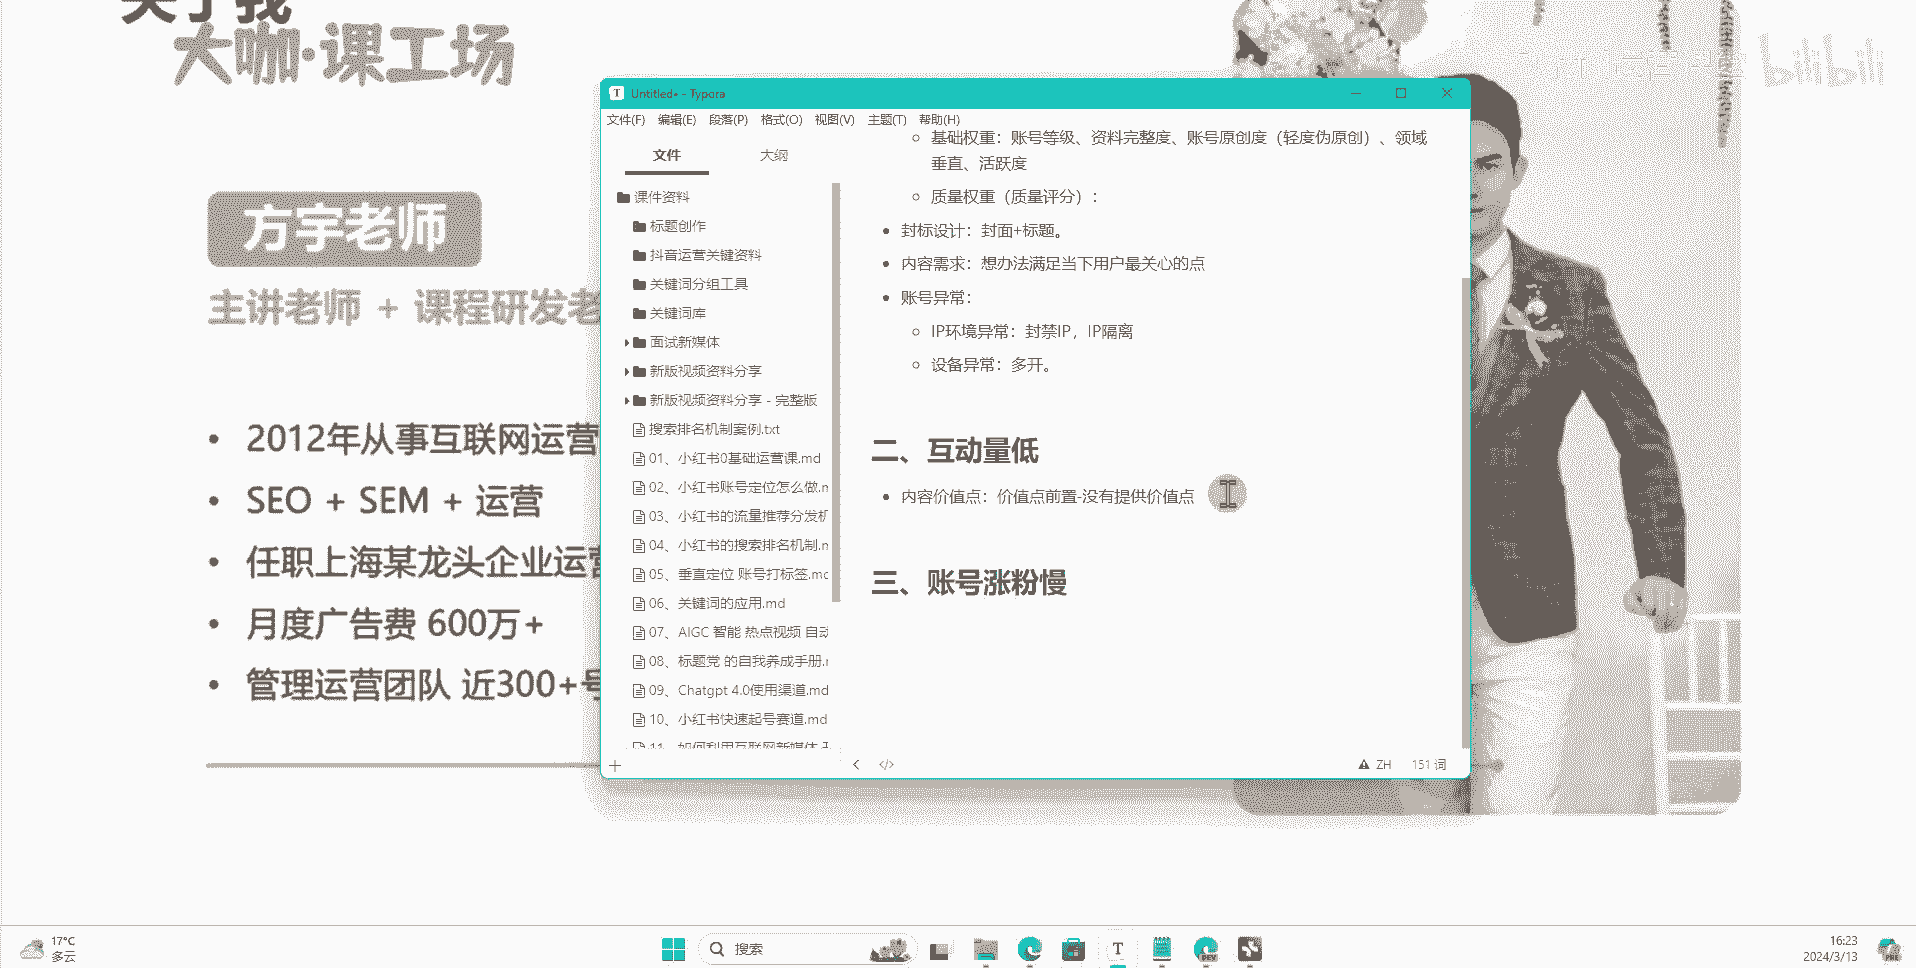 关于我
大咖·课工场
bilibili
方宇老师
主讲老师 + 课程研发老
2012年从事互联网运营
SEO + SEM + 运营
任职上海某龙头企业运营
月度广告费 600万+
管理运营团队 近300+号
Untitled• - Typora
文件(F) 编辑(E) 段落(P) 格式(O) 视图(V) 主题(T) 帮助(H)
文件 大纲
课件资料
标题创作
抖音运营关键资料
关键词分组工具
关键词库
面试新媒体
新版视频资料分享
新版视频资料分享 - 完整版
搜索排名机制案例.txt
01、小红书0基础运营课.md
02、小红书账号定位怎么做.m
03、小红书的流量推荐分发机
04、小红书的搜索排名机制.m
05、垂直定位 账号打标签.md
06、关键词的应用.md
07、AIGC 智能 热点视频 自动
08、标题党 的自我养成手册.m
09、Chatgpt 4.0使用渠道.md
10、小红书快速起号赛道.md
11、如何利用互联网新媒体
基础权重：账号等级、资料完整度、账号原创度（轻度伪原创）、领域
垂直、活跃度
质量权重（质量评分）：
封标设计：封面+标题。
内容需求：想办法满足当下用户最关心的点
账号异常：
IP环境异常：封禁IP，IP隔离
设备异常：多开。
二、互动量低
内容价值点：价值点前置-没有提供价值点
三、账号涨粉慢
ZH 151 词
17°C
多云
搜索
16:23
2024/3/13